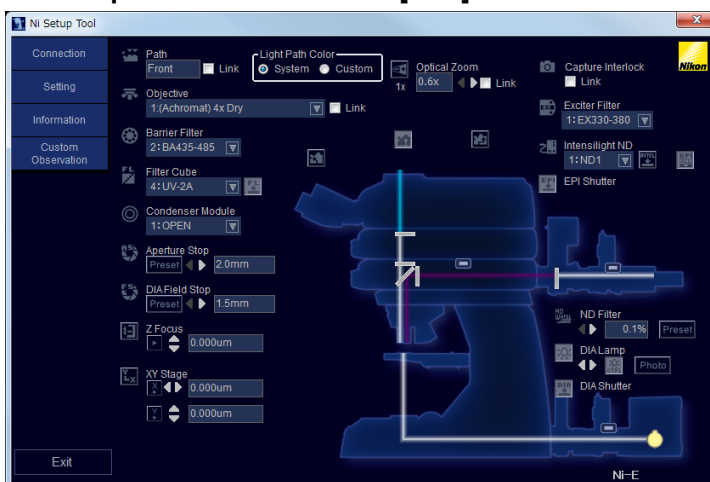 Ni Setup Tool
Connection
Setting
Information
Custom
Observation
Exit
Path
Front
Link
Light Path Color
System
Custom
1x
Optical Zoom
0.6x
Link
Capture Interlock
Link
Nikon
Objective
1:(Achromat) 4x Dry
Link
Exciter Filter
1:EX330-380
Barrier Filter
2:BA435-485
Intensilight ND
1:ND1
EPI Shutter
Filter Cube
4:UV-2A
Condenser Module
1:OPEN
Aperture Stop
Preset
2.0mm
DIA Field Stop
Preset
1.5mm
Z Focus
0.000um
XY Stage
X
0.000um
Y
0.000um
ND Filter
0.1%
Preset
DIA Lamp
Photo
DIA Shutter
Ni-E